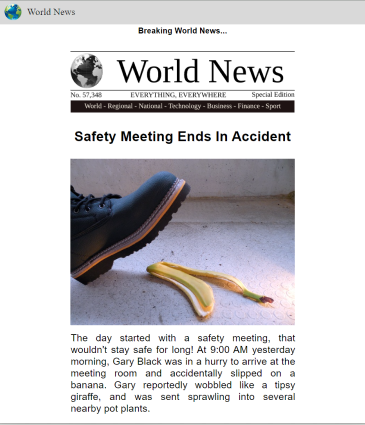 World News
Breaking World News...
World News
No. 57,348 EVERYTHING, EVERYWHERE Special Edition
World - Regional - National - Technology - Business - Finance - Sport
Safety Meeting Ends In Accident
The day started with a safety meeting, that
wouldn't stay safe for long! At 9:00 AM yesterday
morning, Gary Black was in a hurry to arrive at the
meeting room and accidentally slipped on a
banana. Gary reportedly wobbled like a tipsy
giraffe, and was sent sprawling into several
nearby pot plants.